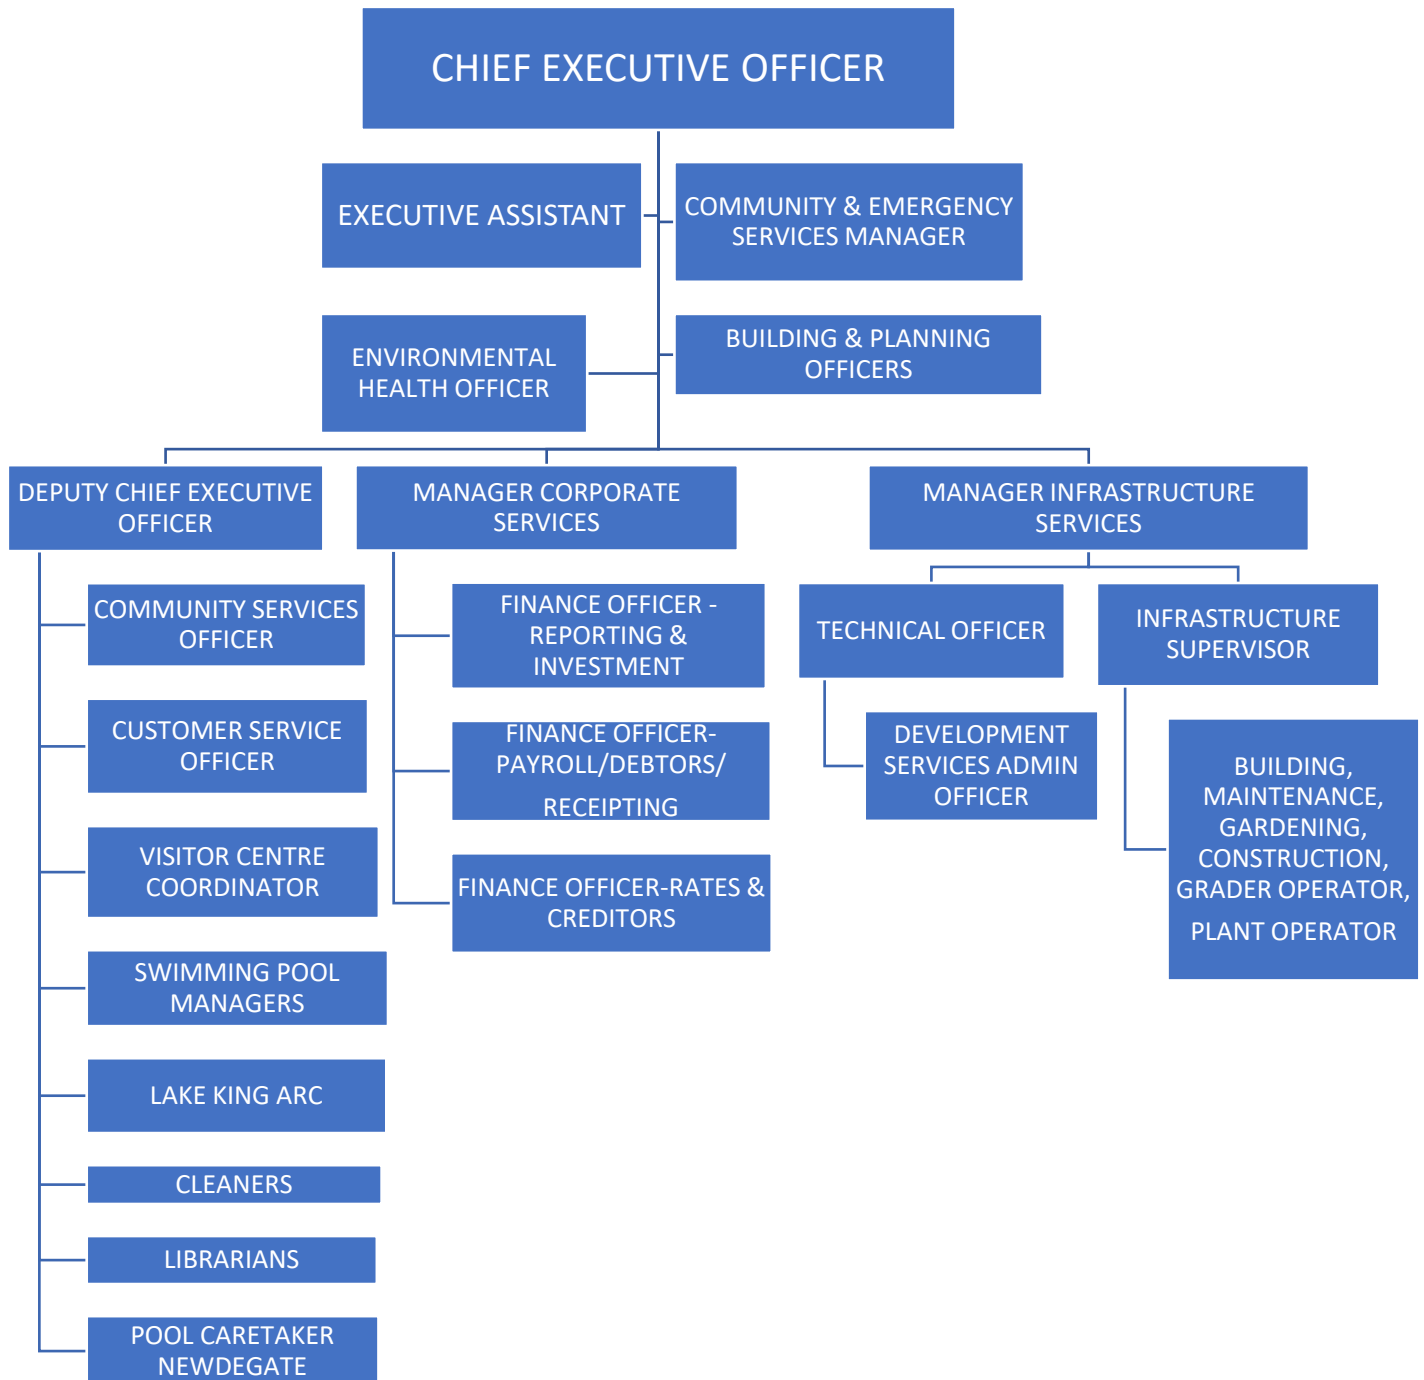 CHIEF EXECUTIVE OFFICER
EXECUTIVE ASSISTANT
COMMUNITY & EMERGENCY
SERVICES MANAGER
ENVIRONMENTAL
HEALTH OFFICER
BUILDING & PLANNING
OFFICERS
DEPUTY CHIEF EXECUTIVE
OFFICER
COMMUNITY SERVICES
OFFICER
CUSTOMER SERVICE
OFFICER
VISITOR CENTRE
COORDINATOR
SWIMMING POOL
MANAGERS
LAKE KING ARC
CLEANERS
LIBRARIANS
POOL CARETAKER
NEWDEGATE
MANAGER CORPORATE
SERVICES
FINANCE OFFICER -
REPORTING &
INVESTMENT
FINANCE OFFICER-
PAYROLL/DEBTORS/
RECEIPTING
FINANCE OFFICER-RATES &
CREDITORS
MANAGER INFRASTRUCTURE
SERVICES
TECHNICAL OFFICER
DEVELOPMENT
SERVICES ADMIN
OFFICER
INFRASTRUCTURE
SUPERVISOR
BUILDING,
MAINTENANCE,
GARDENING,
CONSTRUCTION,
GRADER OPERATOR,
PLANT OPERATOR